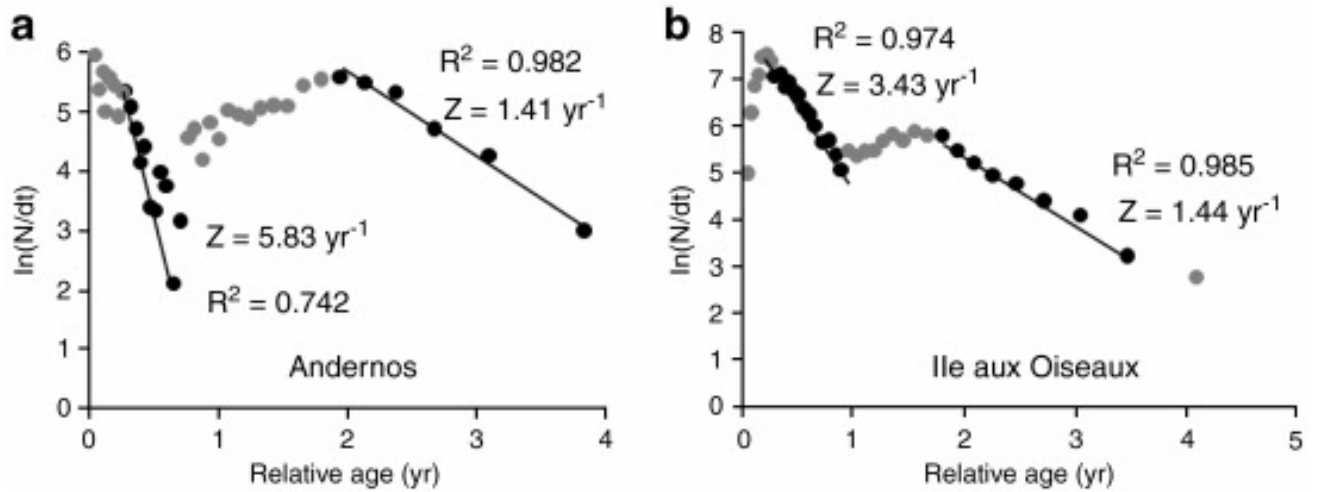 a
R² = 0.982
Z = 1.41 yr⁻¹
Z = 5.83 yr⁻¹
R² = 0.742
Andernos
ln(N/dt)
6
5
4
3
2
1
0
0 1 2 3 4
Relative age (yr)
b
R² = 0.974
Z = 3.43 yr⁻¹
R² = 0.985
Z = 1.44 yr⁻¹
Ile aux Oiseaux
ln(N/dt)
8
7
6
5
4
3
2
1
0
0 1 2 3 4 5
Relative age (yr)